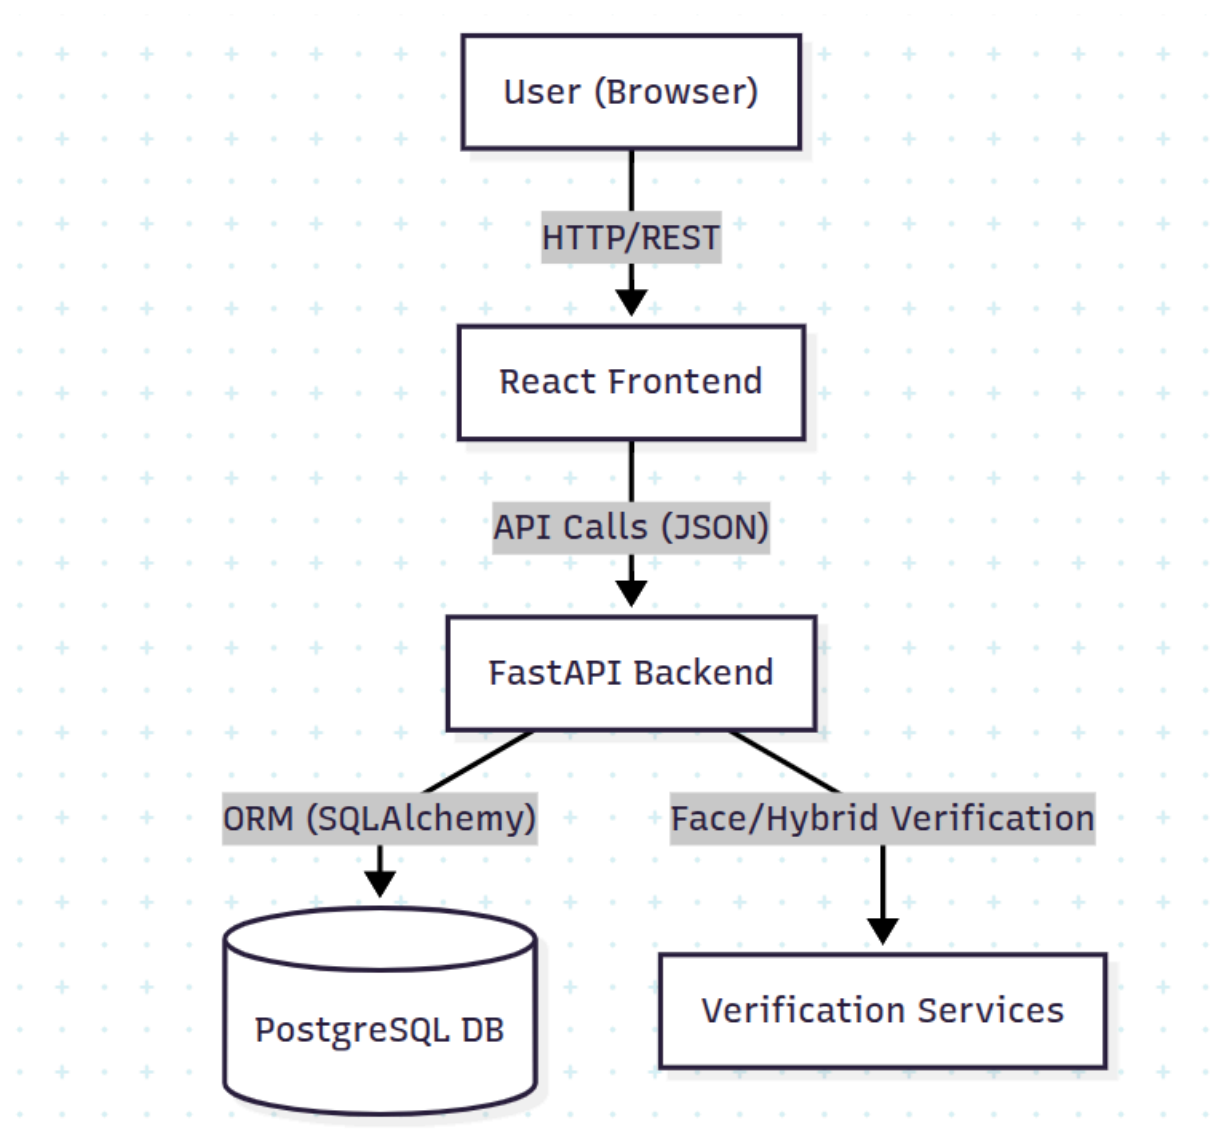 User (Browser)
HTTP/REST
React Frontend
API Calls (JSON)
FastAPI Backend
ORM (SQLAlchemy)
Face/Hybrid Verification
PostgreSQL DB
Verification Services